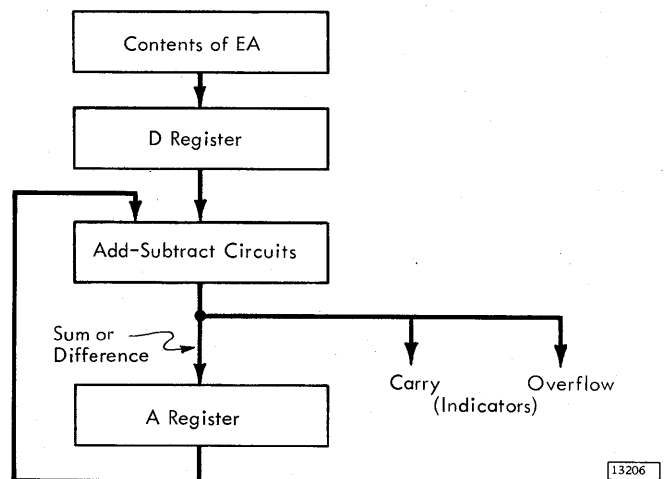 Contents of EA
D Register
Add-Subtract Circuits
Sum or
Difference
Carry
Overflow
(Indicators)
A Register
13206